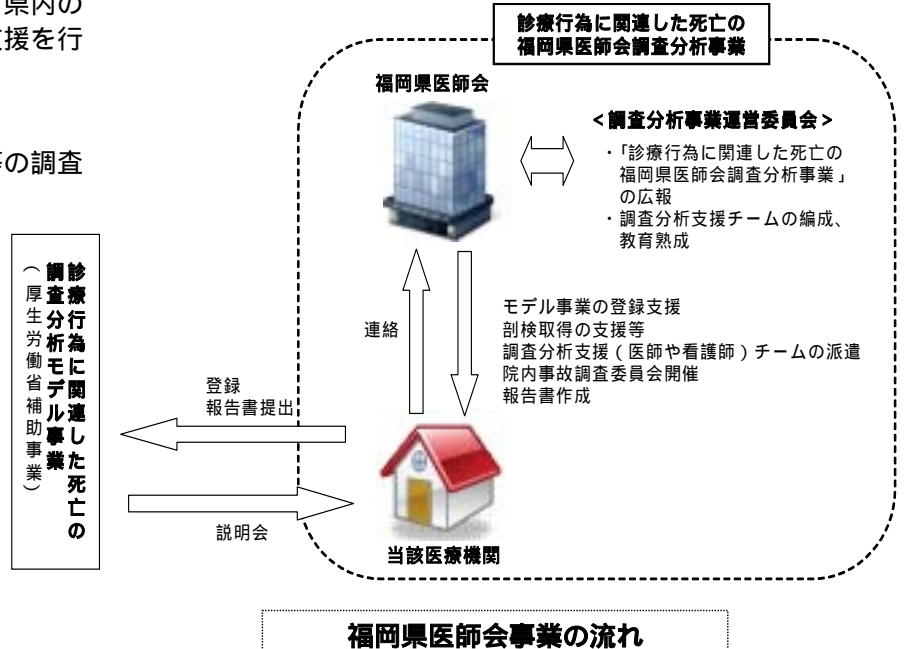 県内の
支援を行
等の調査
診療行為に関連した死亡の
福岡県医師会調査分析事業
福岡県医師会
<調査分析事業運営委員会>
・「診療行為に関連した死亡の
福岡県医師会調査分析事業」
の広報
・調査分析支援チームの編成、
教育熟成
診療行為に関連した死亡の
調査分析モデル事業
(厚生労働省補助事業)
連絡
モデル事業の登録支援
剖検取得の支援等
調査分析支援(医師や看護師)チームの派遣
院内事故調査委員会開催
報告書作成
登録
報告書提出
説明会
当該医療機関
福岡県医師会事業の流れ